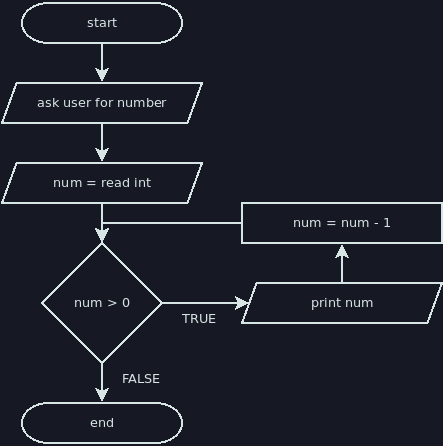 start
ask user for number
num = read int
num = num - 1
num > 0
print num
TRUE
FALSE
end